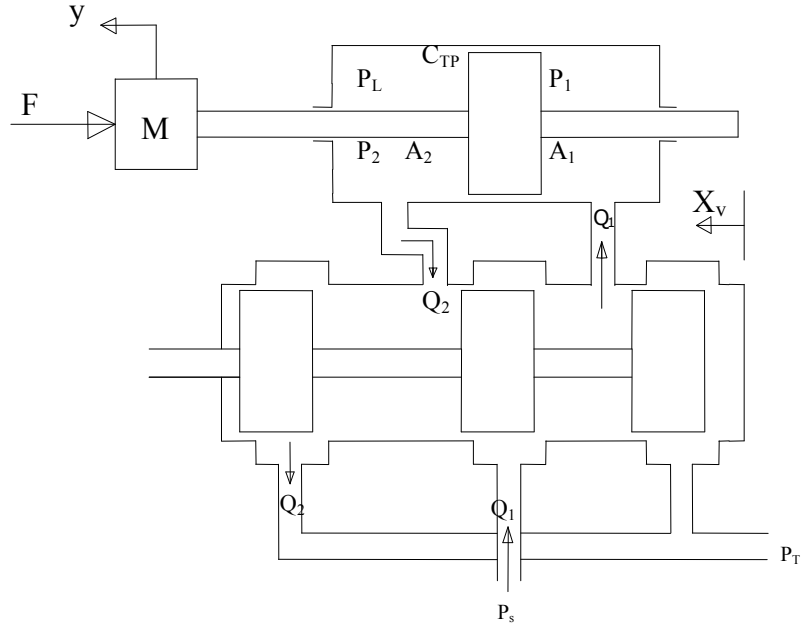 y
C_TP
P_L P_1
F
M
P_2 A_2 A_1
X_v
Q_1
Q_2
Q_2 Q_1
P_T
P_s